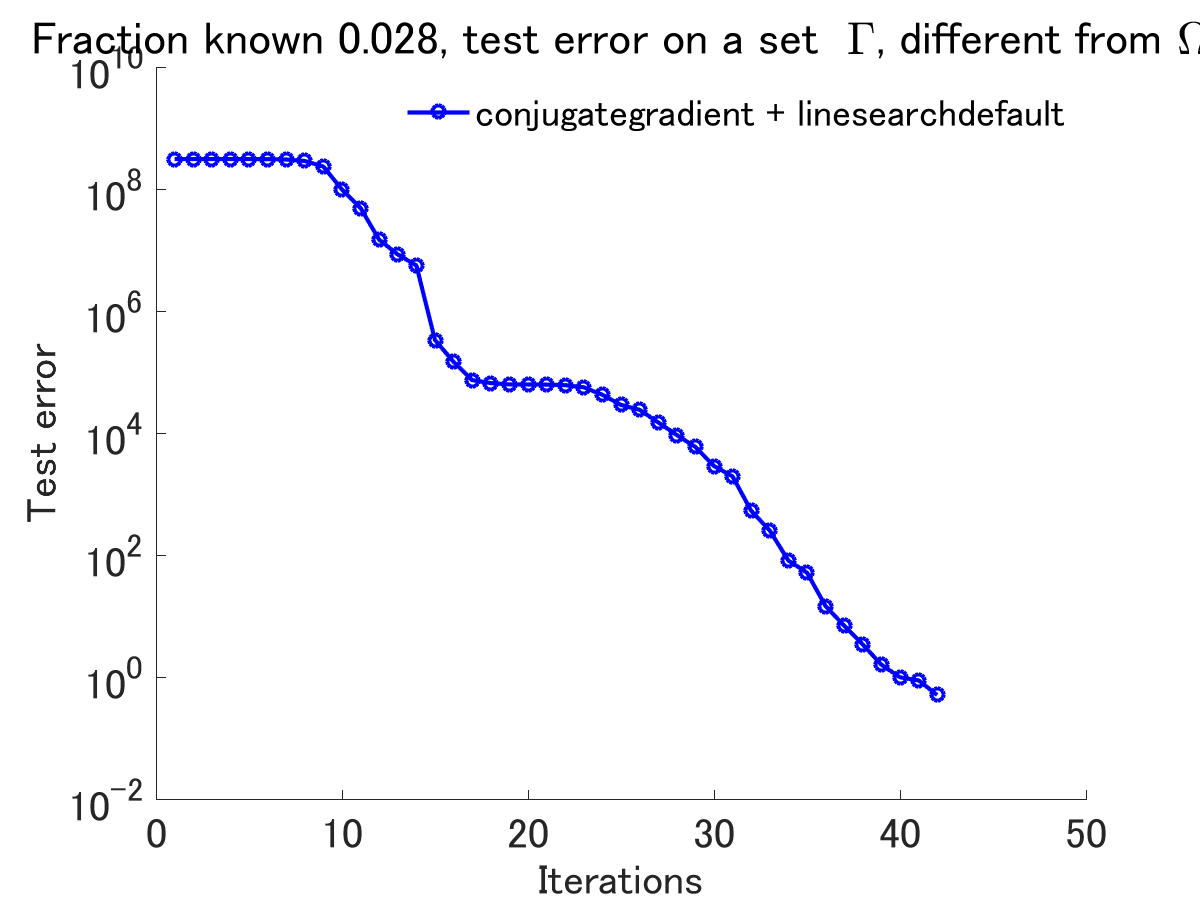 Fraction known 0.028, test error on a set Γ, different from Ω
conjugategradient + linesearchdefault
10^10
10^8
10^6
10^4
10^2
10^0
10^−2
Test error
0 10 20 30 40 50
Iterations